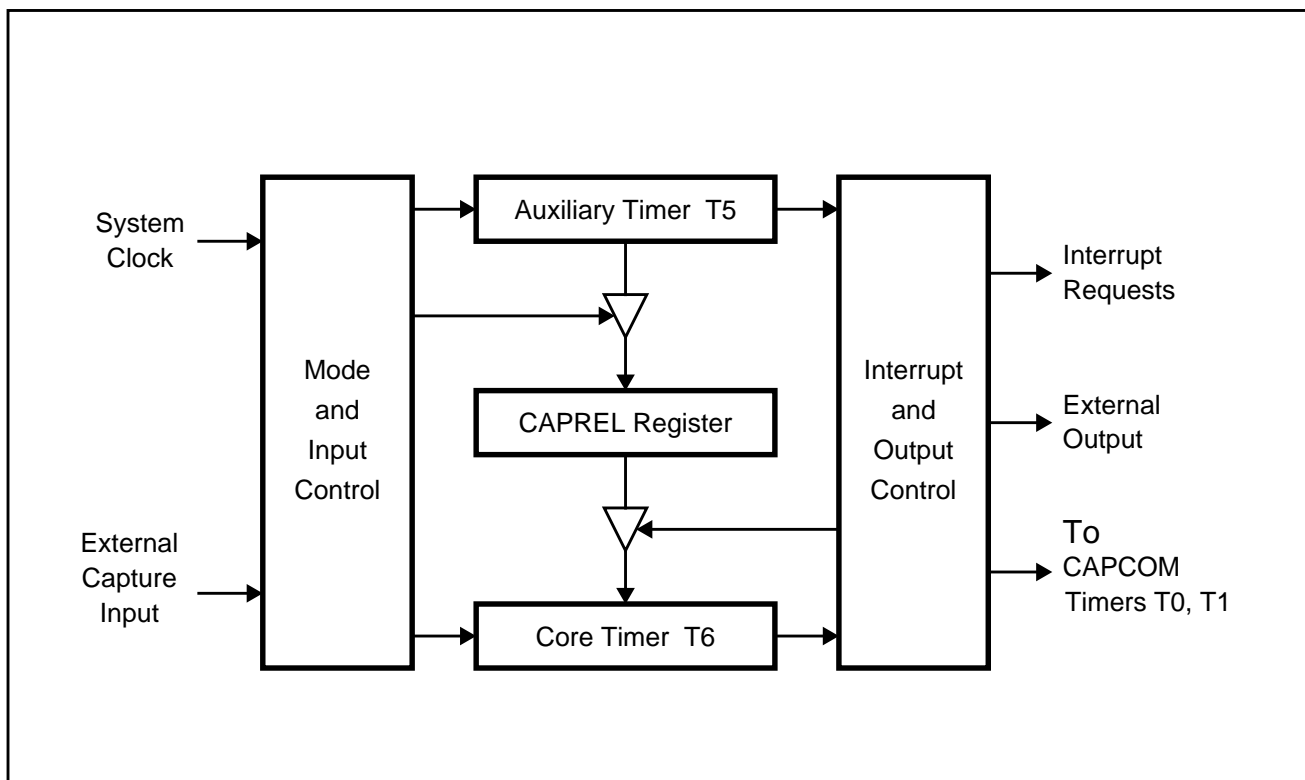 System
Clock
External
Capture
Input
Mode
and
Input
Control
Auxiliary Timer T5
CAPREL Register
Core Timer T6
Interrupt
and
Output
Control
Interrupt
Requests
External
Output
To
CAPCOM
Timers T0, T1